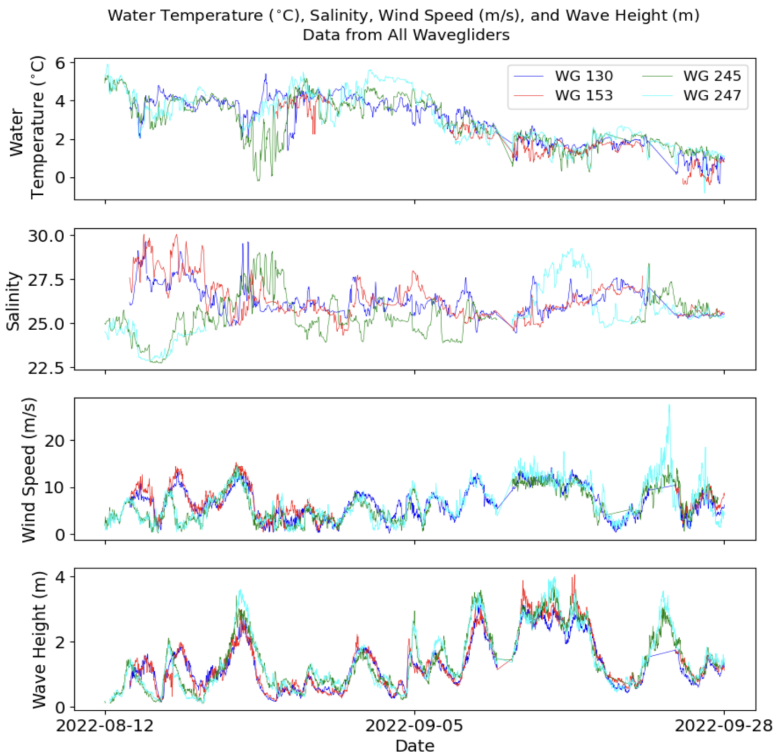 Water Temperature (°C), Salinity, Wind Speed (m/s), and Wave Height (m)
Data from All Wavegliders
Water
Temperature (°C)
6
4
2
0
WG 130
WG 153
WG 245
WG 247
Salinity
30.0
27.5
25.0
22.5
Wind Speed (m/s)
20
10
0
Wave Height (m)
4
2
0
2022-08-12
2022-09-05
2022-09-28
Date